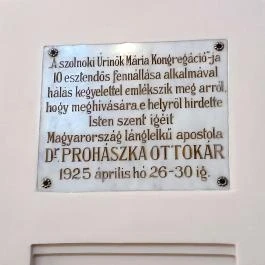 A szolnoki Úrinők Mária Kongregáció-ja
10 esztendős fennállása alkalmával
hálás kegyelettel emlékszik meg arról,
hogy meghivására, e helyről hirdette
Isten szent igéit
Magyarország lánglelkű apostola
Dr PROHÁSZKA OTTOKÁR
1925 április hó 26-30 ig.